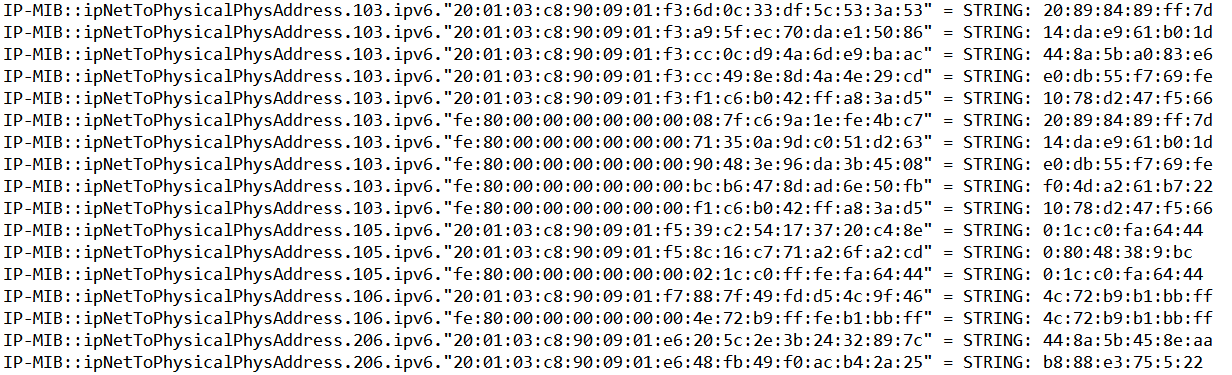 IP-MIB::ipNetToPhysicalPhysAddress.103.ipv6."20:01:03:c8:90:09:01:f3:6d:0c:33:df:5c:53:3a:53" = STRING: 20:89:84:89:ff:7d
IP-MIB::ipNetToPhysicalPhysAddress.103.ipv6."20:01:03:c8:90:09:01:f3:a9:5f:ec:70:da:e1:50:86" = STRING: 14:da:e9:61:b0:1d
IP-MIB::ipNetToPhysicalPhysAddress.103.ipv6."20:01:03:c8:90:09:01:f3:cc:0c:d9:4a:6d:e9:ba:ac" = STRING: 44:8a:5b:a0:83:e6
IP-MIB::ipNetToPhysicalPhysAddress.103.ipv6."20:01:03:c8:90:09:01:f3:cc:49:8e:8d:4a:4e:29:cd" = STRING: e0:db:55:f7:69:fe
IP-MIB::ipNetToPhysicalPhysAddress.103.ipv6."20:01:03:c8:90:09:01:f3:f1:c6:b0:42:ff:a8:3a:d5" = STRING: 10:78:d2:47:f5:66
IP-MIB::ipNetToPhysicalPhysAddress.103.ipv6."fe:80:00:00:00:00:00:00:08:7f:c6:9a:1e:fe:4b:c7" = STRING: 20:89:84:89:ff:7d
IP-MIB::ipNetToPhysicalPhysAddress.103.ipv6."fe:80:00:00:00:00:00:00:71:35:0a:9d:c0:51:d2:63" = STRING: 14:da:e9:61:b0:1d
IP-MIB::ipNetToPhysicalPhysAddress.103.ipv6."fe:80:00:00:00:00:00:00:90:48:3e:96:da:3b:45:08" = STRING: e0:db:55:f7:69:fe
IP-MIB::ipNetToPhysicalPhysAddress.103.ipv6."fe:80:00:00:00:00:00:00:bc:b6:47:8d:ad:6e:50:fb" = STRING: f0:4d:a2:61:b7:22
IP-MIB::ipNetToPhysicalPhysAddress.103.ipv6."fe:80:00:00:00:00:00:00:f1:c6:b0:42:ff:a8:3a:d5" = STRING: 10:78:d2:47:f5:66
IP-MIB::ipNetToPhysicalPhysAddress.105.ipv6."20:01:03:c8:90:09:01:f5:39:c2:54:17:37:20:c4:8e" = STRING: 0:1c:c0:fa:64:44
IP-MIB::ipNetToPhysicalPhysAddress.105.ipv6."20:01:03:c8:90:09:01:f5:8c:16:c7:71:a2:6f:a2:cd" = STRING: 0:80:48:38:9:bc
IP-MIB::ipNetToPhysicalPhysAddress.105.ipv6."fe:80:00:00:00:00:00:00:02:1c:c0:ff:fe:fa:64:44" = STRING: 0:1c:c0:fa:64:44
IP-MIB::ipNetToPhysicalPhysAddress.106.ipv6."20:01:03:c8:90:09:01:f7:88:7f:49:fd:d5:4c:9f:46" = STRING: 4c:72:b9:b1:bb:ff
IP-MIB::ipNetToPhysicalPhysAddress.106.ipv6."fe:80:00:00:00:00:00:00:4e:72:b9:ff:fe:b1:bb:ff" = STRING: 4c:72:b9:b1:bb:ff
IP-MIB::ipNetToPhysicalPhysAddress.206.ipv6."20:01:03:c8:90:09:01:e6:20:5c:2e:3b:24:32:89:7c" = STRING: 44:8a:5b:45:8e:aa
IP-MIB::ipNetToPhysicalPhysAddress.206.ipv6."20:01:03:c8:90:09:01:e6:48:fb:49:f0:ac:b4:2a:25" = STRING: b8:88:e3:75:5:22